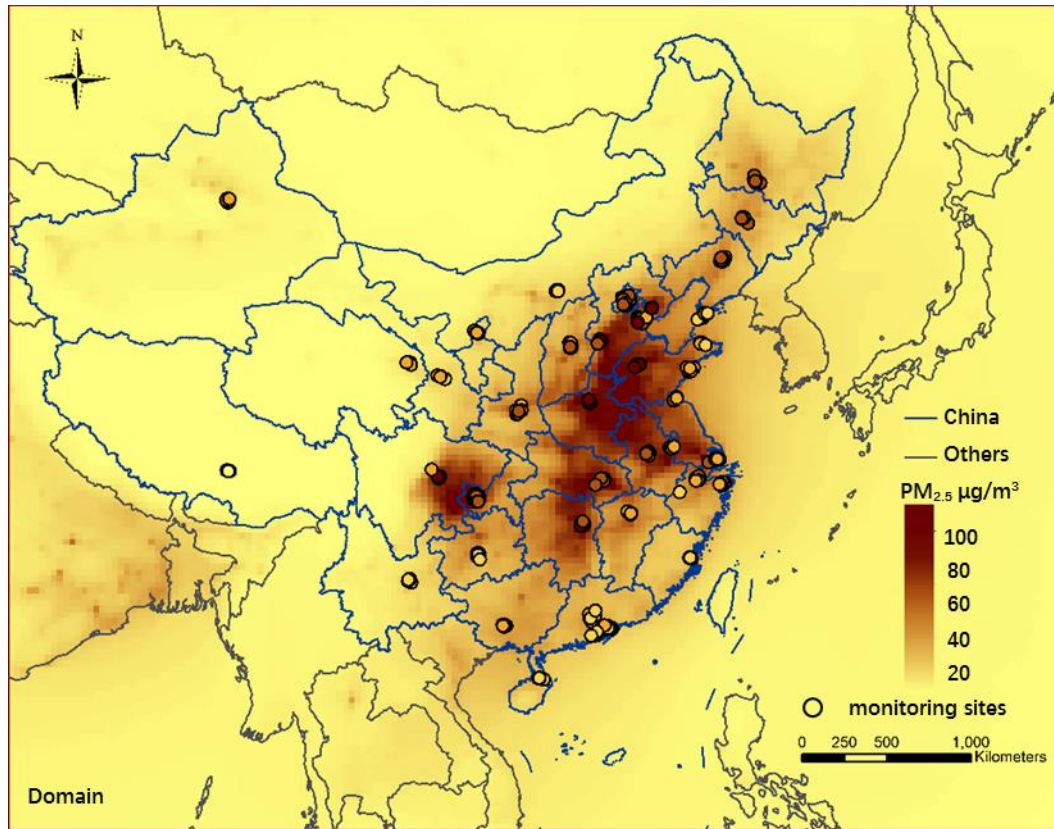 N
China
Others
PM₂.₅ μg/m³
100
80
60
40
20
monitoring sites
0 250 500 1,000
Kilometers
Domain